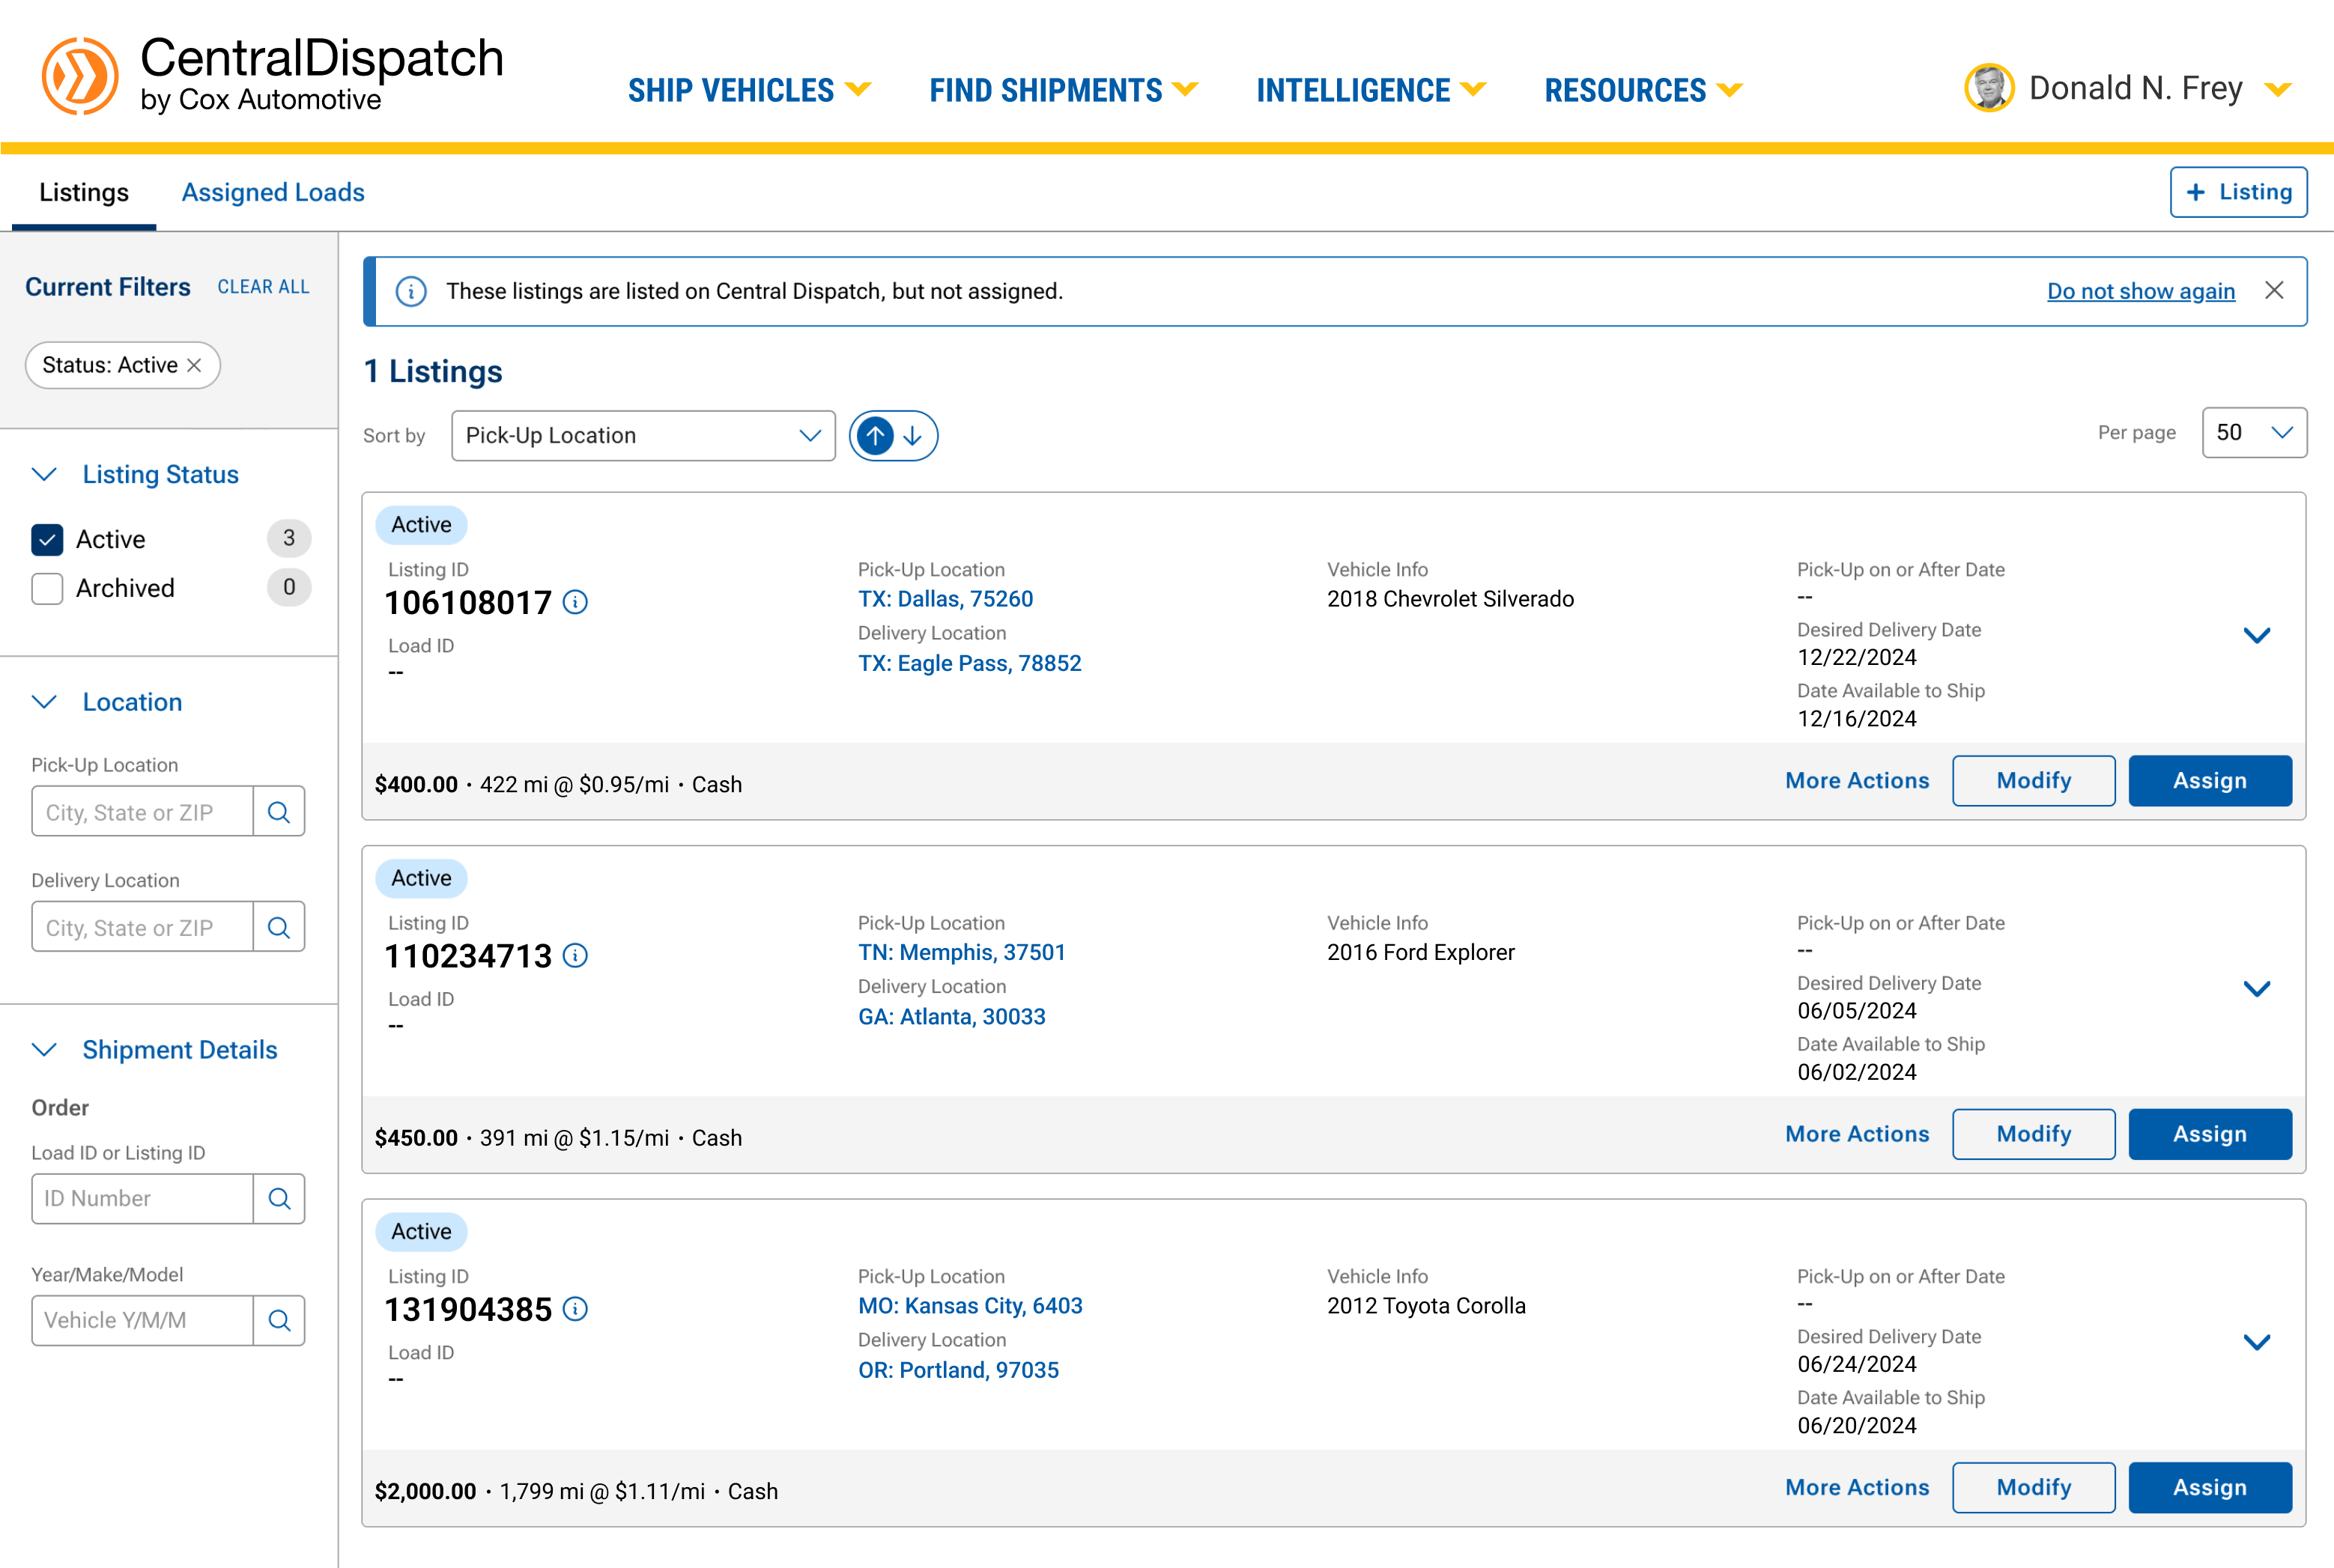 CentralDispatch
by Cox Automotive
SHIP VEHICLES
FIND SHIPMENTS
INTELLIGENCE
RESOURCES
Donald N. Frey
Listings
Assigned Loads
+ Listing
Current Filters
CLEAR ALL
Status: Active
Listing Status
Active
3
Archived
0
Location
Pick-Up Location
City, State or ZIP
Delivery Location
City, State or ZIP
Shipment Details
Order
Load ID or Listing ID
ID Number
Year/Make/Model
Vehicle Y/M/M
These listings are listed on Central Dispatch, but not assigned.
Do not show again
1 Listings
Sort by
Pick-Up Location
Per page
50
Active
Listing ID
106108017
Load ID
--
Pick-Up Location
TX: Dallas, 75260
Delivery Location
TX: Eagle Pass, 78852
Vehicle Info
2018 Chevrolet Silverado
Pick-Up on or After Date
--
Desired Delivery Date
12/22/2024
Date Available to Ship
12/16/2024
$400.00 • 422 mi @ $0.95/mi • Cash
More Actions
Modify
Assign
Active
Listing ID
110234713
Load ID
--
Pick-Up Location
TN: Memphis, 37501
Delivery Location
GA: Atlanta, 30033
Vehicle Info
2016 Ford Explorer
Pick-Up on or After Date
--
Desired Delivery Date
06/05/2024
Date Available to Ship
06/02/2024
$450.00 • 391 mi @ $1.15/mi • Cash
More Actions
Modify
Assign
Active
Listing ID
131904385
Load ID
--
Pick-Up Location
MO: Kansas City, 6403
Delivery Location
OR: Portland, 97035
Vehicle Info
2012 Toyota Corolla
Pick-Up on or After Date
--
Desired Delivery Date
06/24/2024
Date Available to Ship
06/20/2024
$2,000.00 • 1,799 mi @ $1.11/mi • Cash
More Actions
Modify
Assign